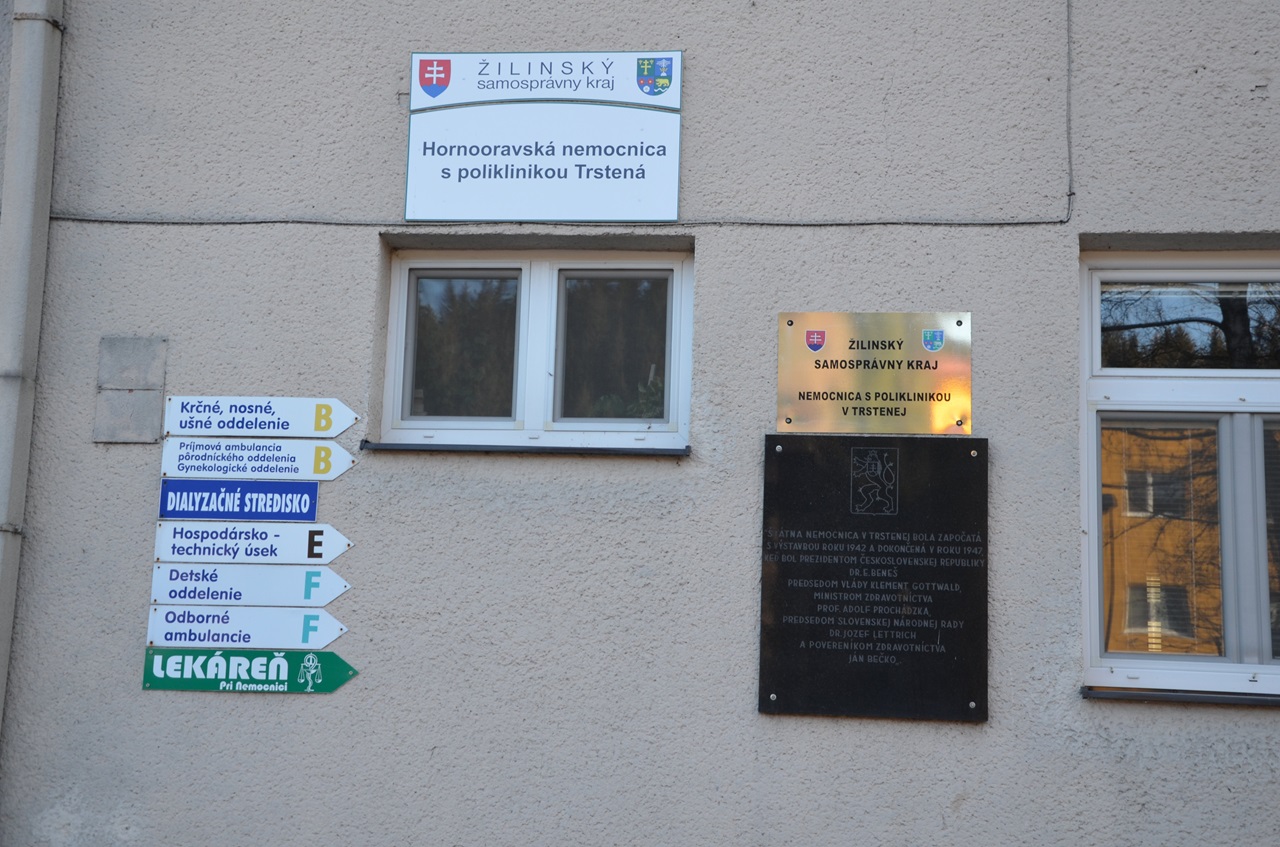 ŽILINSKÝ
samosprávny kraj
Hornooravská nemocnica
s poliklinikou Trstená
Krčné, nosné,
ušné oddelenie B
Príjmová ambulancia
pôrodníckeho oddelenia
Gynekologické oddelenie B
DIALYZAČNÉ STREDISKO
Hospodársko -
technický úsek E
Detské
oddelenie F
Odborné
ambulancie F
LEKÁREŇ
Pri Nemocnici
ŽILINSKÝ
SAMOSPRÁVNY KRAJ
NEMOCNICA S POLIKLINIKOU
V TRSTENEJ
ŠTÁTNA NEMOCNICA V TRSTENEJ BOLA ZAPOČATÁ
S VÝSTAVBOU ROKU 1942 A DOKONČENÁ V ROKU 1947,
KEĎ BOL PREZIDENTOM ČESKOSLOVENSKEJ REPUBLIKY
DR. E. BENEŠ
PREDSEDOM VLÁDY KLEMENT GOTTWALD,
MINISTROM ZDRAVOTNÍCTVA
PROF. ADOLF PROCHÁDZKA,
PREDSEDOM SLOVENSKEJ NÁRODNEJ RADY
DR. JOZEF LETTRICH
A POVERENÍKOM ZDRAVOTNÍCTVA
JÁN BEČKO.